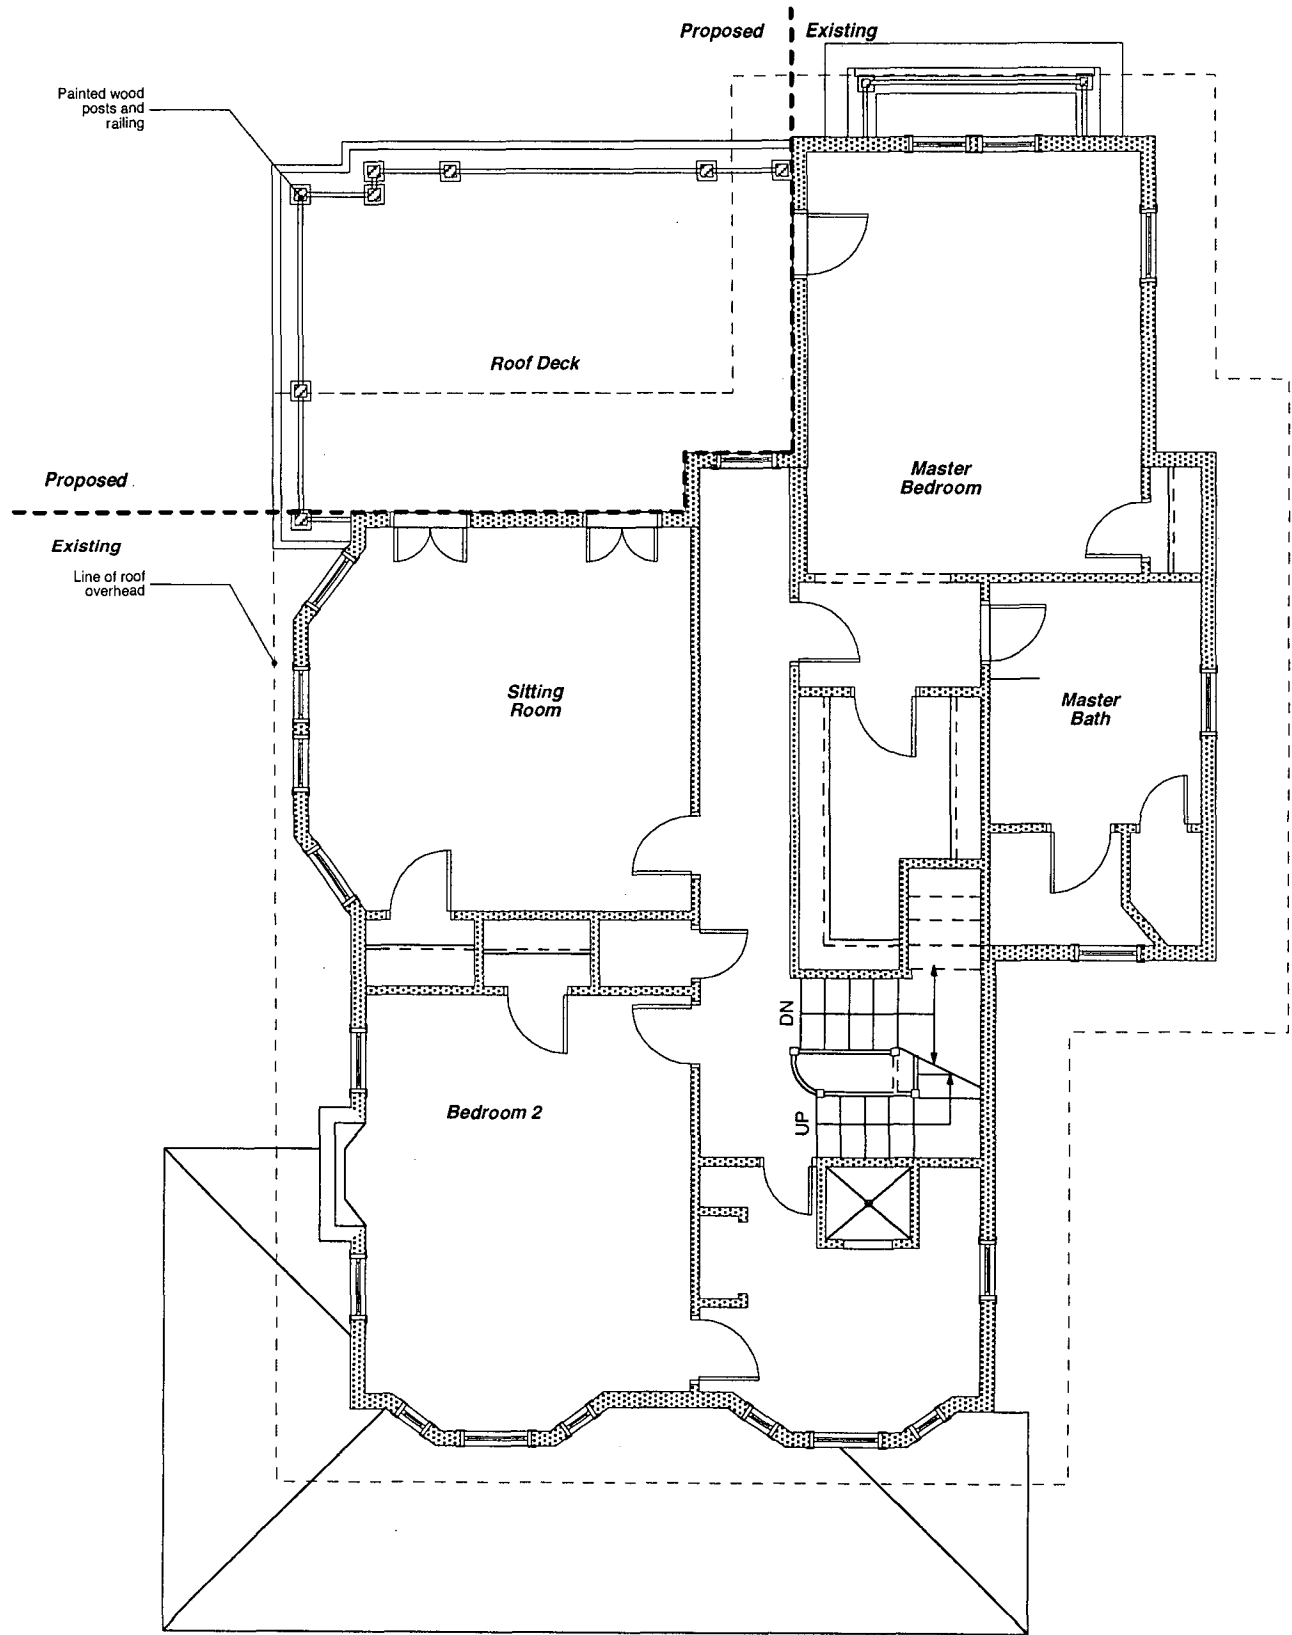 Proposed
Existing
Painted wood
posts and
railing
Roof Deck
Proposed
Master
Bedroom
Existing
Line of roof
overhead
Sitting
Room
Master
Bath
DN
Bedroom 2
UP